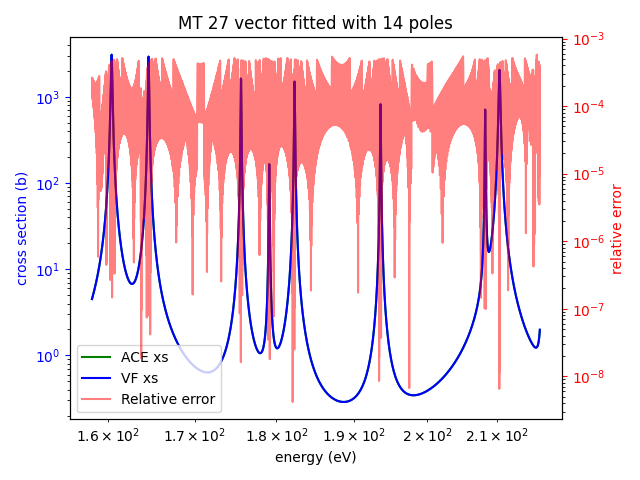 MT 27 vector fitted with 14 poles
cross section (b)
10³
10²
10¹
10⁰
10⁻³
10⁻⁴
10⁻⁵
10⁻⁶
10⁻⁷
10⁻⁸
relative error
ACE xs
VF xs
Relative error
1.6 × 10² 1.7 × 10² 1.8 × 10² 1.9 × 10² 2 × 10² 2.1 × 10²
energy (eV)